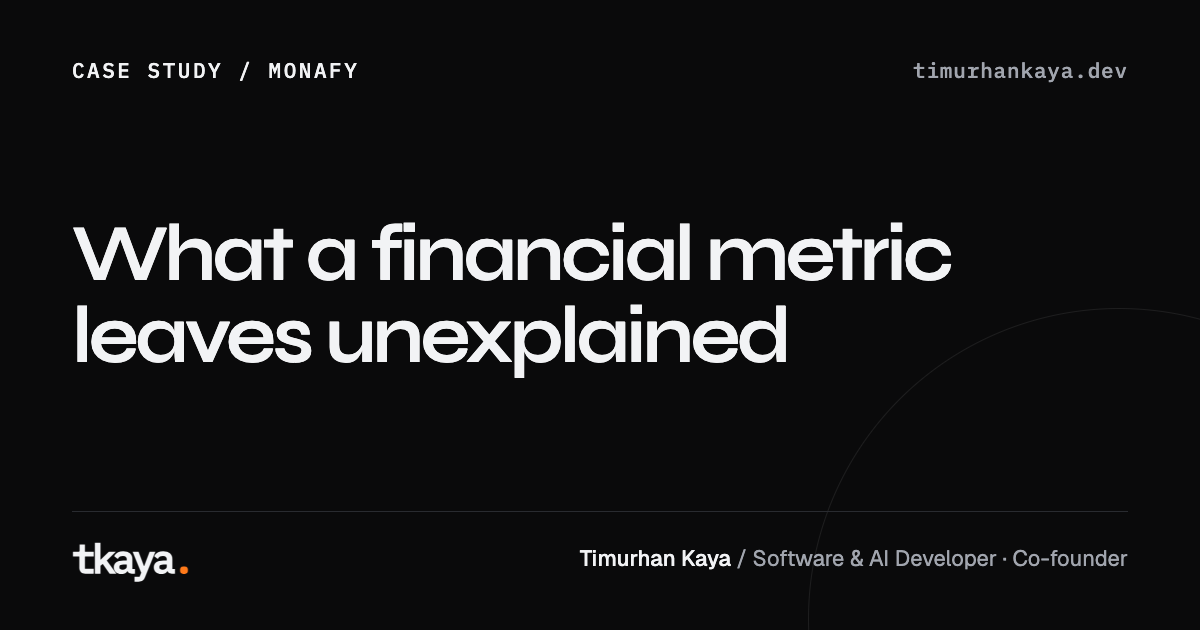 CASE STUDY / MONAFY
timurhankaya.dev
What a financial metric
leaves unexplained
tkaya.
Timurhan Kaya / Software & AI Developer · Co-founder